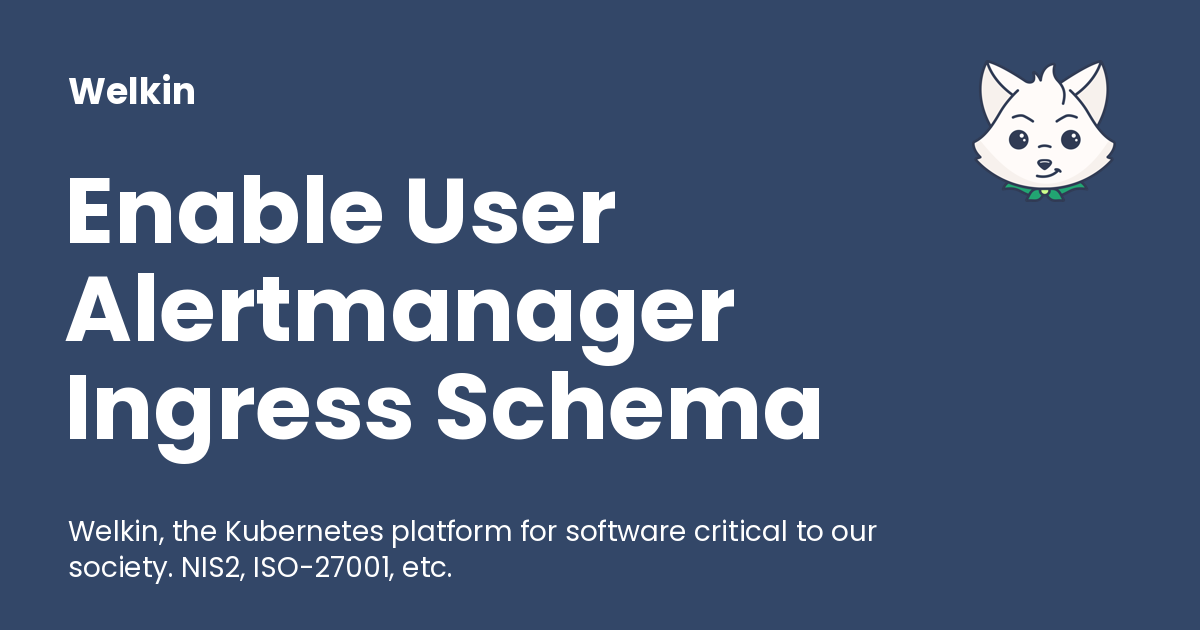 Welkin
Enable User
Alertmanager
Ingress Schema
Welkin, the Kubernetes platform for software critical to our
society. NIS2, ISO-27001, etc.